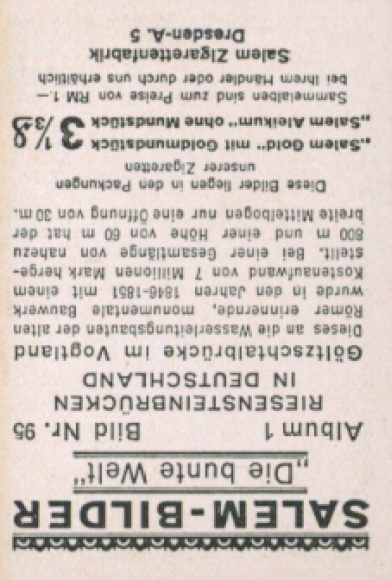 SALEM-BILDER
„Die bunte Welt“
Album 1 Bild Nr. 95
RIESENSTEINBRÜCKEN
IN DEUTSCHLAND
Göltzschtalbrücke im Vogtland
Dieses an die Wasserleitungsbauten der alten
Römer erinnernde, monumentale Bauwerk
wurde in den Jahren 1846-1851 mit einem
Kostenaufwand von 7 Millionen Mark herge-
stellt. Bei einer Gesamtlänge von nahezu
800 m und einer Höhe von 60 m hat der
breite Mittelbogen nur eine Öffnung von 30 m.
Diese Bilder liegen in den Packungen
unserer Zigaretten
„Salem Gold“ mit Goldmundstück
„Salem Aleikum“ ohne Mundstück 3⅓ ₰
Sammelalben sind zum Preise von RM 1.—
bei Ihrem Händler oder durch uns erhältlich
Salem Zigarettenfabrik
Dresden-A. 5